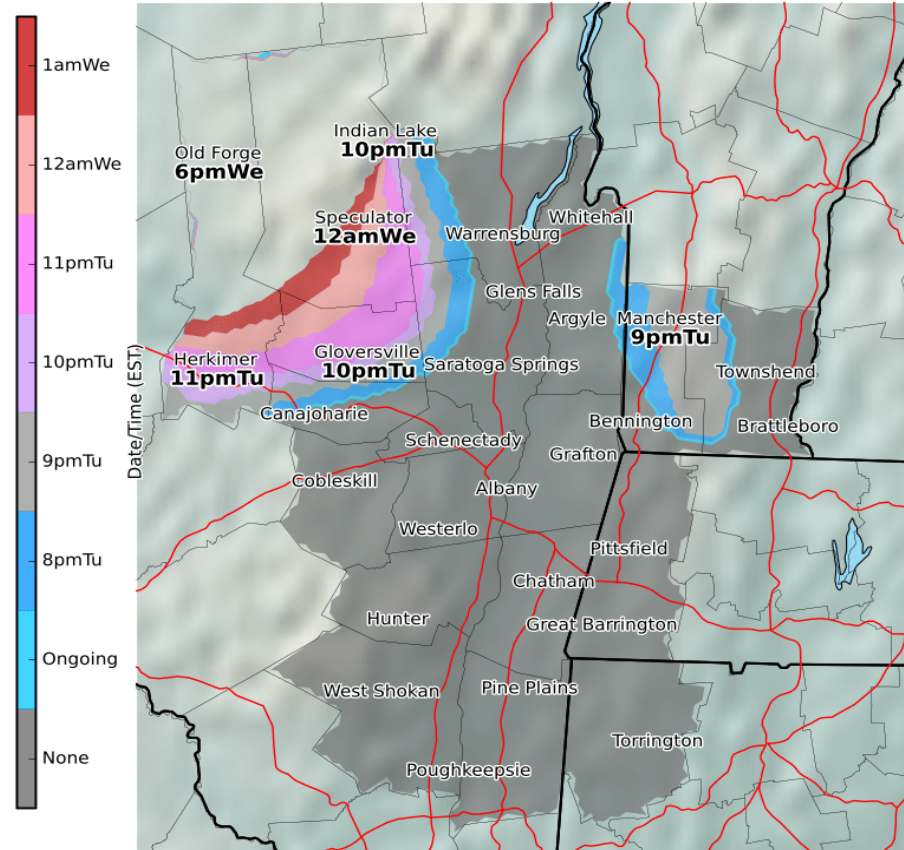 1amWe
12amWe
11pmTu
10pmTu
9pmTu
8pmTu
Ongoing
None
Date/Time (EST)
Indian Lake
10pmTu
Old Forge
6pmWe
Speculator
12amWe
Whitehall
Warrensburg
Glens Falls
Argyle
Manchester
9pmTu
Herkimer
11pmTu
Gloversville
10pmTu
Saratoga Springs
Townshend
Canajoharie
Bennington
Brattleboro
Schenectady
Grafton
Cobleskill
Albany
Westerlo
Pittsfield
Chatham
Hunter
Great Barrington
West Shokan
Pine Plains
Torrington
Poughkeepsie